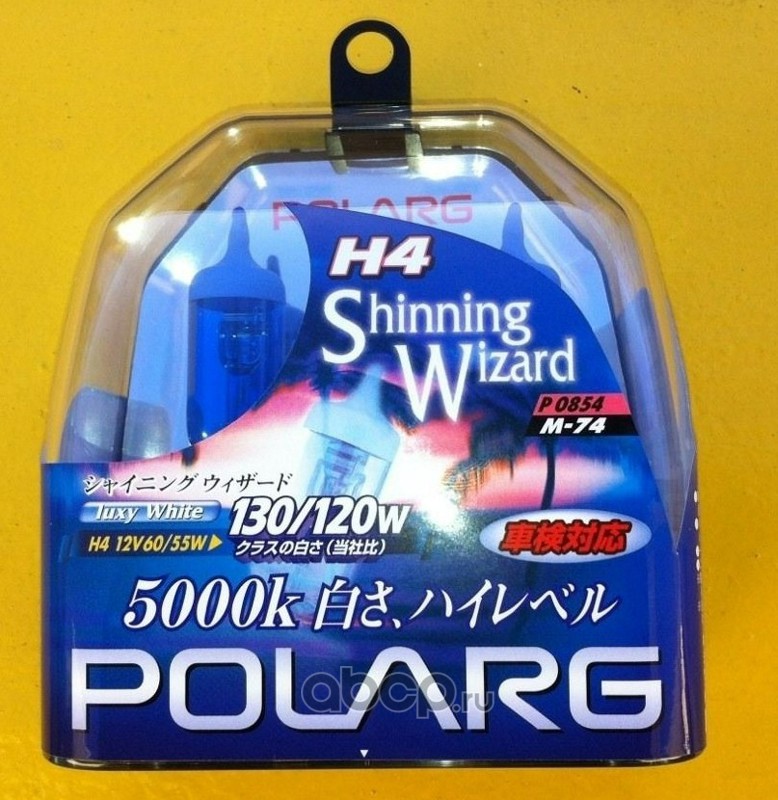 POLARG
H4
Shinning
Wizard
P 0854
M-74
シャイニング ウィザード
luxy White
130/120W
H4 12V60/55W▶
クラスの白さ(当社比)
車検対応
5000k 白さ、ハイレベル
POLARG
abcp.ru